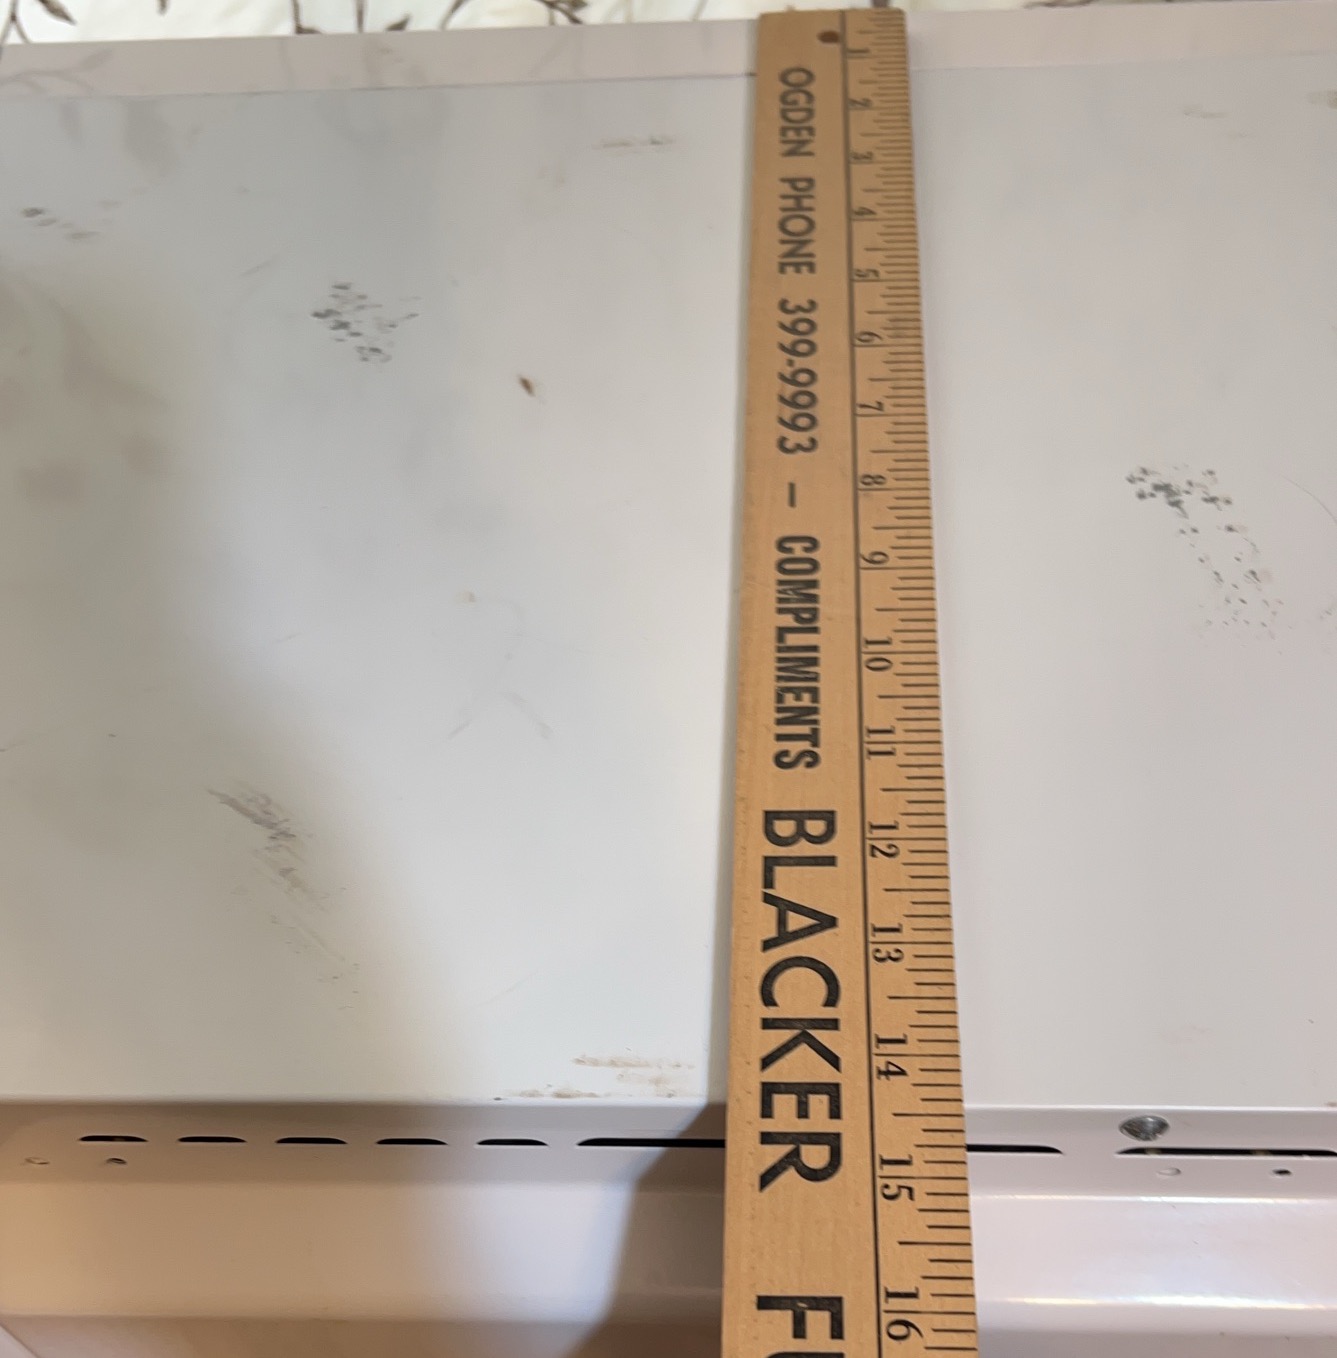 OGDEN PHONE 399-9993 - COMPLIMENTS BLACKER
1 2 3 4 5 6 7 8 9 10 11 12 13 14 15 16